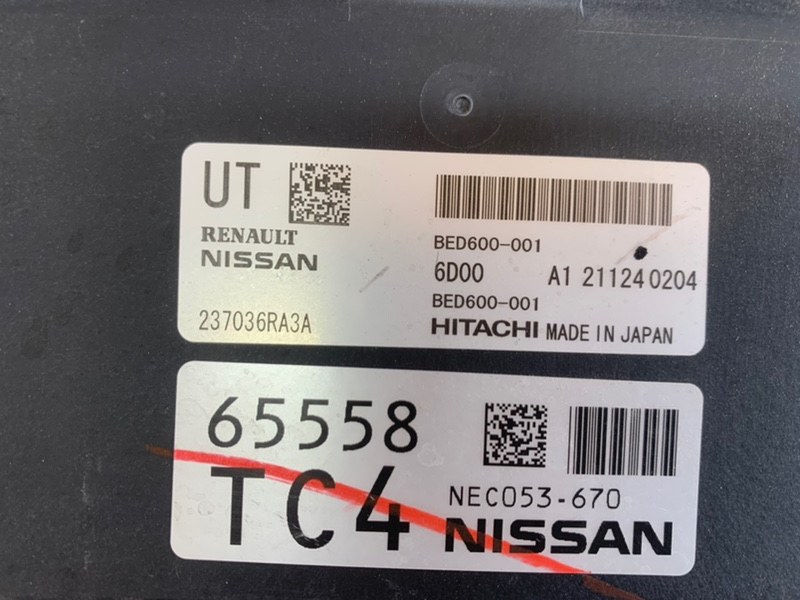 UT
RENAULT
NISSAN
237036RA3A
BED600-001
6D00 A1 211240204
BED600-001
HITACHI MADE IN JAPAN
65558
TC4
NEC053-670
NISSAN